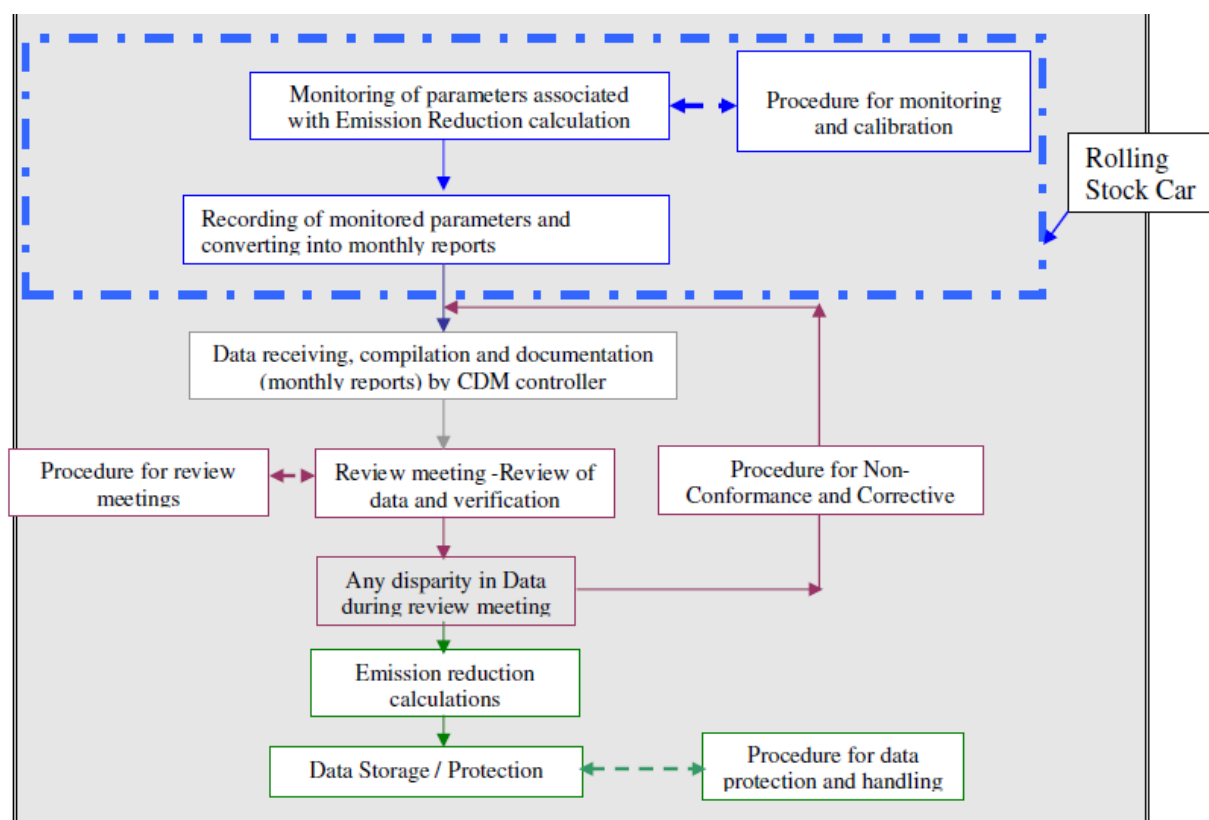 Monitoring of parameters associated
with Emission Reduction calculation
Procedure for monitoring
and calibration
Rolling
Stock Car
Recording of monitored parameters and
converting into monthly reports
Data receiving, compilation and documentation
(monthly reports) by CDM controller
Procedure for review
meetings
Review meeting -Review of
data and verification
Procedure for Non-
Conformance and Corrective
Any disparity in Data
during review meeting
Emission reduction
calculations
Data Storage / Protection
Procedure for data
protection and handling